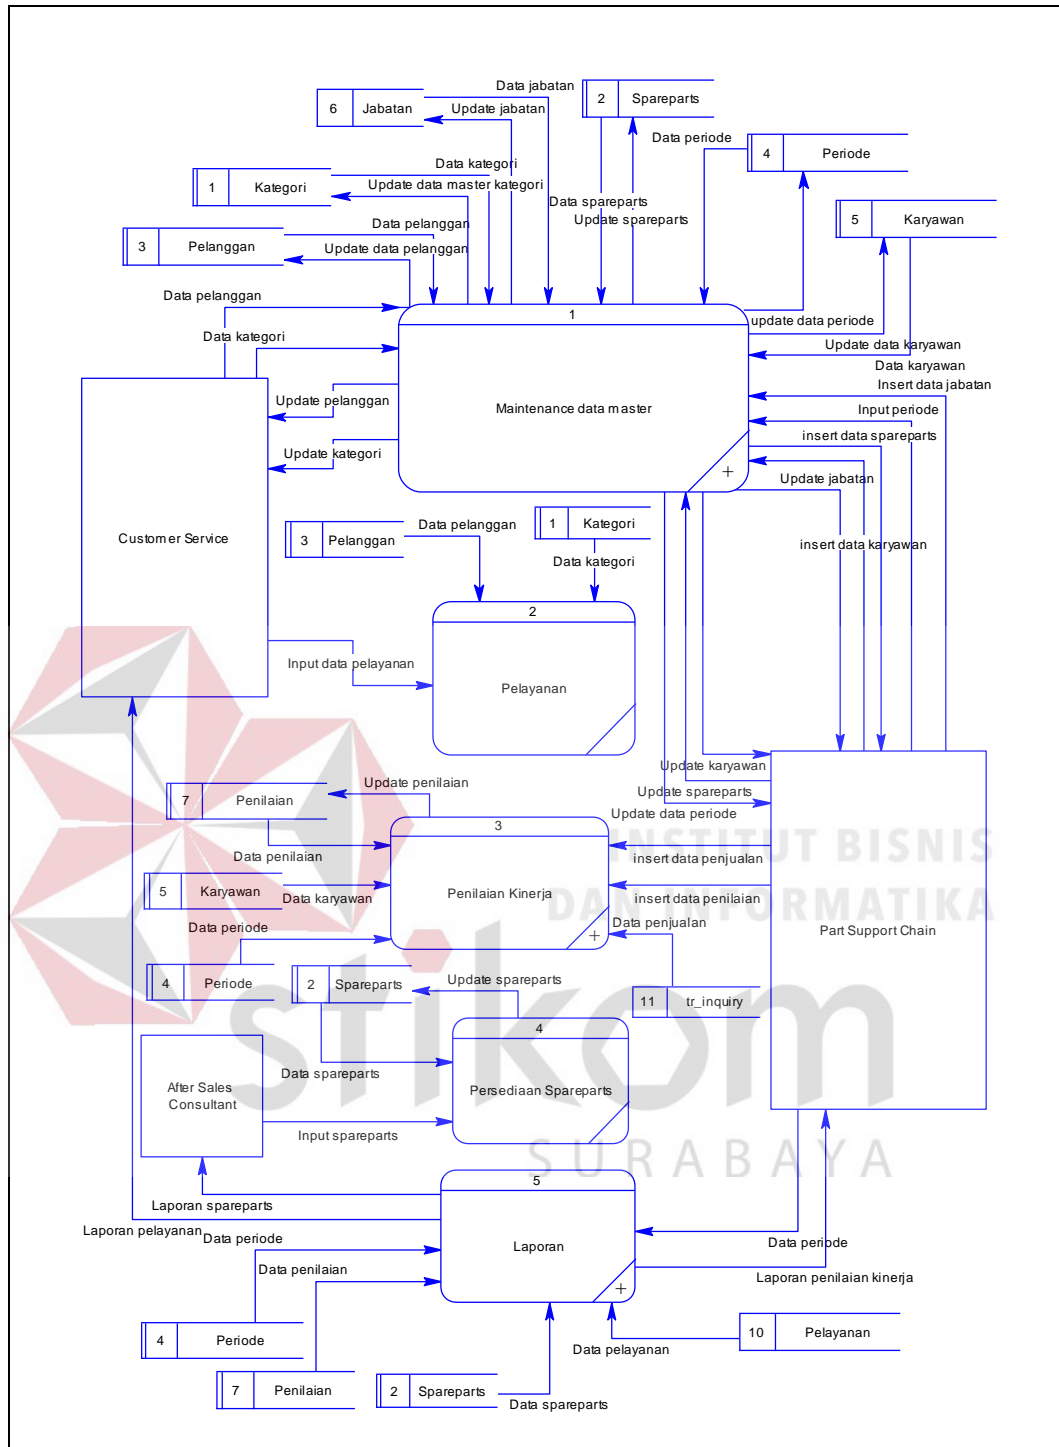 Data jabatan
6 Jabatan
Update jabatan
2 Spareparts
Data periode
4 Periode
Data kategori
1 Kategori
Update data master kategori
Data spareparts
Update spareparts
5 Karyawan
Data pelanggan
3 Pelanggan
Update data pelanggan
Data pelanggan
1
update data periode
Data kategori
Update data karyawan
Data karyawan
Insert data jabatan
Update pelanggan
Maintenance data master
Input periode
insert data spareparts
Update kategori
+
Update jabatan
Customer Service
Data pelanggan
1 Kategori
3 Pelanggan
Data kategori
insert data karyawan
2
Input data pelayanan
Pelayanan
Update karyawan
Update penilaian
Update spareparts
7 Penilaian
Update data periode
3
INSTITUT BISNIS
Data penilaian
insert data penjualan
5 Karyawan
Data karyawan
Penilaian Kinerja
insert data penilaian
DAN INFORMATIKA
Data periode
Data penjualan
+
Part Support Chain
4 Periode
2 Spareparts
Update spareparts
11 tr_inquiry
stikom
4
After Sales
Consultant
Data spareparts
Persediaan Spareparts
Input spareparts
SURABAYA
5
Laporan spareparts
Laporan pelayanan
Data periode
Laporan
Data periode
Data penilaian
Laporan penilaian kinerja
+
4 Periode
Data pelayanan
10 Pelayanan
7 Penilaian
2 Spareparts
Data spareparts